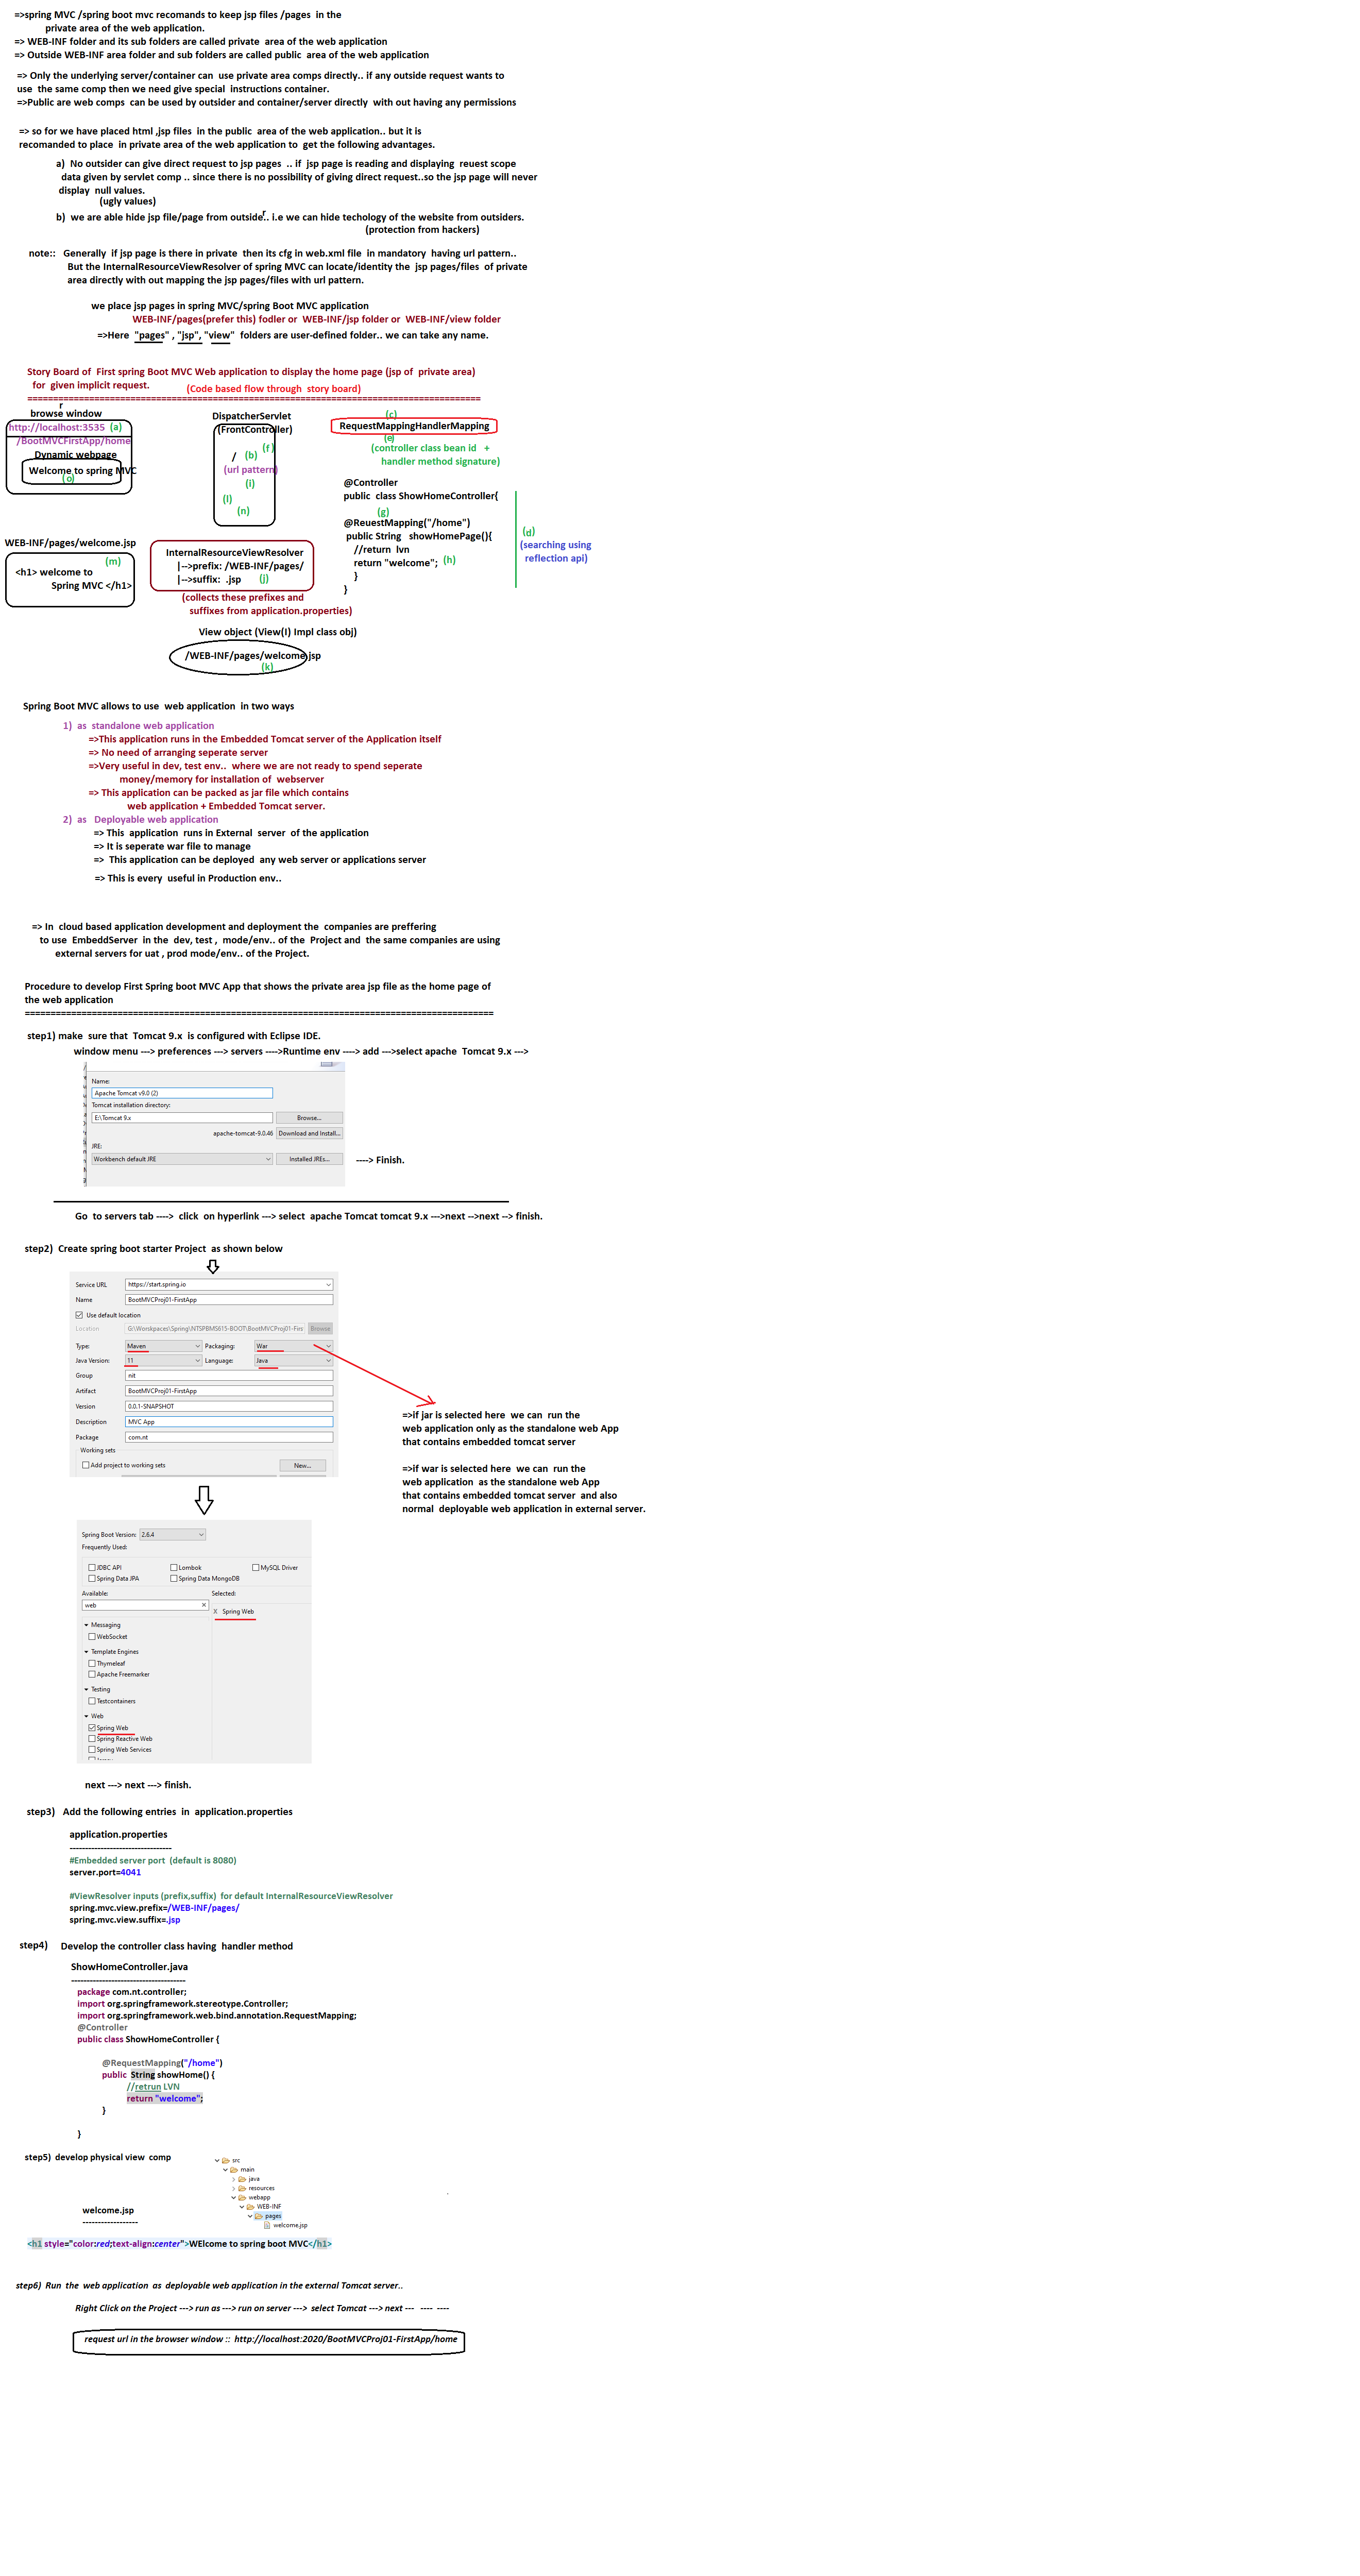 =>spring MVC /spring boot mvc recomands to keep jsp files /pages in the
private area of the web application.
=> WEB-INF folder and its sub folders are called private area of the web application
=> Outside WEB-INF area folder and sub folders are called public area of the web application
=> Only the underlying server/container can use private area comps directly.. if any outside request wants to
use the same comp then we need give special instructions container.
=>Public are web comps can be used by outsider and container/server directly with out having any permissions
=> so for we have placed html ,jsp files in the public area of the web application.. but it is
recomanded to place in private area of the web application to get the following advantages.
a) No outsider can give direct request to jsp pages .. if jsp page is reading and displaying reuest scope
data given by servlet comp .. since there is no possibility of giving direct request..so the jsp page will never
display null values.
(ugly values)
b) we are able hide jsp file/page from outside.. i.e we can hide techology of the website from outsiders.
r
(protection from hackers)
note:: Generally if jsp page is there in private then its cfg in web.xml file in mandatory having url pattern..
But the InternalResourceViewResolver of spring MVC can locate/identity the jsp pages/files of private
area directly with out mapping the jsp pages/files with url pattern.
we place jsp pages in spring MVC/spring Boot MVC application
WEB-INF/pages(prefer this) fodler or WEB-INF/jsp folder or WEB-INF/view folder
=>Here "pages" , "jsp", "view" folders are user-defined folder.. we can take any name.
Story Board of First spring Boot MVC Web application to display the home page (jsp of private area)
for given implicit request.
(Code based flow through story board)
==========================================================================================
r
browse window
http://localhost:3535 (a)
/BootMVCFirstApp/home
Dynamic webpage
Welcome to spring MVC
(o)
DispatcherServlet
(FrontController)
(f)
/ (b)
(url pattern)
(i)
(l)
(n)
(c)
RequestMappingHandlerMapping
(e)
(controller class bean id +
handler method signature)
@Controller
public class ShowHomeController{
(g)
@ReuestMapping("/home")
public String showHomePage(){
//return lvn
return "welcome"; (h)
}
}
(d)
(searching using
reflection api)
WEB-INF/pages/welcome.jsp
(m)
<h1> welcome to
Spring MVC </h1>
InternalResourceViewResolver
|-->prefix: /WEB-INF/pages/
|-->suffix: .jsp (j)
(collects these prefixes and
suffixes from application.properties)
View object (View(I) Impl class obj)
/WEB-INF/pages/welcome.jsp
(k)
Spring Boot MVC allows to use web application in two ways
1) as standalone web application
=>This application runs in the Embedded Tomcat server of the Application itself
=> No need of arranging seperate server
=>Very useful in dev, test env.. where we are not ready to spend seperate
money/memory for installation of webserver
=> This application can be packed as jar file which contains
web application + Embedded Tomcat server.
2) as Deployable web application
=> This application runs in External server of the application
=> It is seperate war file to manage
=> This application can be deployed any web server or applications server
=> This is every useful in Production env..
=> In cloud based application development and deployment the companies are preffering
to use EmbeddServer in the dev, test , mode/env.. of the Project and the same companies are using
external servers for uat , prod mode/env.. of the Project.
Procedure to develop First Spring boot MVC App that shows the private area jsp file as the home page of
the web application
=============================================================================================
step1) make sure that Tomcat 9.x is configured with Eclipse IDE.
window menu ---> preferences ---> servers ---->Runtime env ----> add --->select apache Tomcat 9.x --->
Name:
Apache Tomcat v9.0 (2)
Tomcat installation directory:
E:\Tomcat 9.x Browse...
apache-tomcat-9.0.46 Download and Install...
JRE:
Workbench default JRE Installed JREs...
----> Finish.
Go to servers tab ----> click on hyperlink ---> select apache Tomcat tomcat 9.x --->next -->next --> finish.
step2) Create spring boot starter Project as shown below
Service URL https://start.spring.io
Name BootMVCProj01-FirstApp
Use default location
Location G:\Worskpaces\Spring\NTSPBMS615-BOOT\BootMVCProj01-Firs Browse
Type: Maven Packaging: War
Java Version: 11 Language: Java
Group nit
Artifact BootMVCProj01-FirstApp
Version 0.0.1-SNAPSHOT
Description MVC App
Package com.nt
Working sets
Add project to working sets New...
=>if jar is selected here we can run the
web application only as the standalone web App
that contains embedded tomcat server
=>if war is selected here we can run the
web application as the standalone web App
that contains embedded tomcat server and also
normal deployable web application in external server.
Spring Boot Version: 2.6.4
Frequently Used:
JDBC API Lombok MySQL Driver
Spring Data JPA Spring Data MongoDB
Available: Selected:
web
X Spring Web
Messaging
WebSocket
Template Engines
Thymeleaf
Apache Freemarker
Testing
Testcontainers
Web
Spring Web
Spring Reactive Web
Spring Web Services
next ---> next ---> finish.
step3) Add the following entries in application.properties
application.properties
---------------------------------
#Embedded server port (default is 8080)
server.port=4041
#ViewResolver inputs (prefix,suffix) for default InternalResourceViewResolver
spring.mvc.view.prefix=/WEB-INF/pages/
spring.mvc.view.suffix=.jsp
step4) Develop the controller class having handler method
ShowHomeController.java
-------------------------------------
package com.nt.controller;
import org.springframework.stereotype.Controller;
import org.springframework.web.bind.annotation.RequestMapping;
@Controller
public class ShowHomeController {
@RequestMapping("/home")
public String showHome() {
//retrun LVN
return "welcome";
}
}
step5) develop physical view comp
src
main
java
resources
webapp
WEB-INF
pages
welcome.jsp
welcome.jsp
------------------
<h1 style="color:red;text-align:center">WElcome to spring boot MVC</h1>
step6) Run the web application as deployable web application in the external Tomcat server..
Right Click on the Project ---> run as ---> run on server ---> select Tomcat ---> next --- ---- ----
request url in the browser window :: http://localhost:2020/BootMVCProj01-FirstApp/home